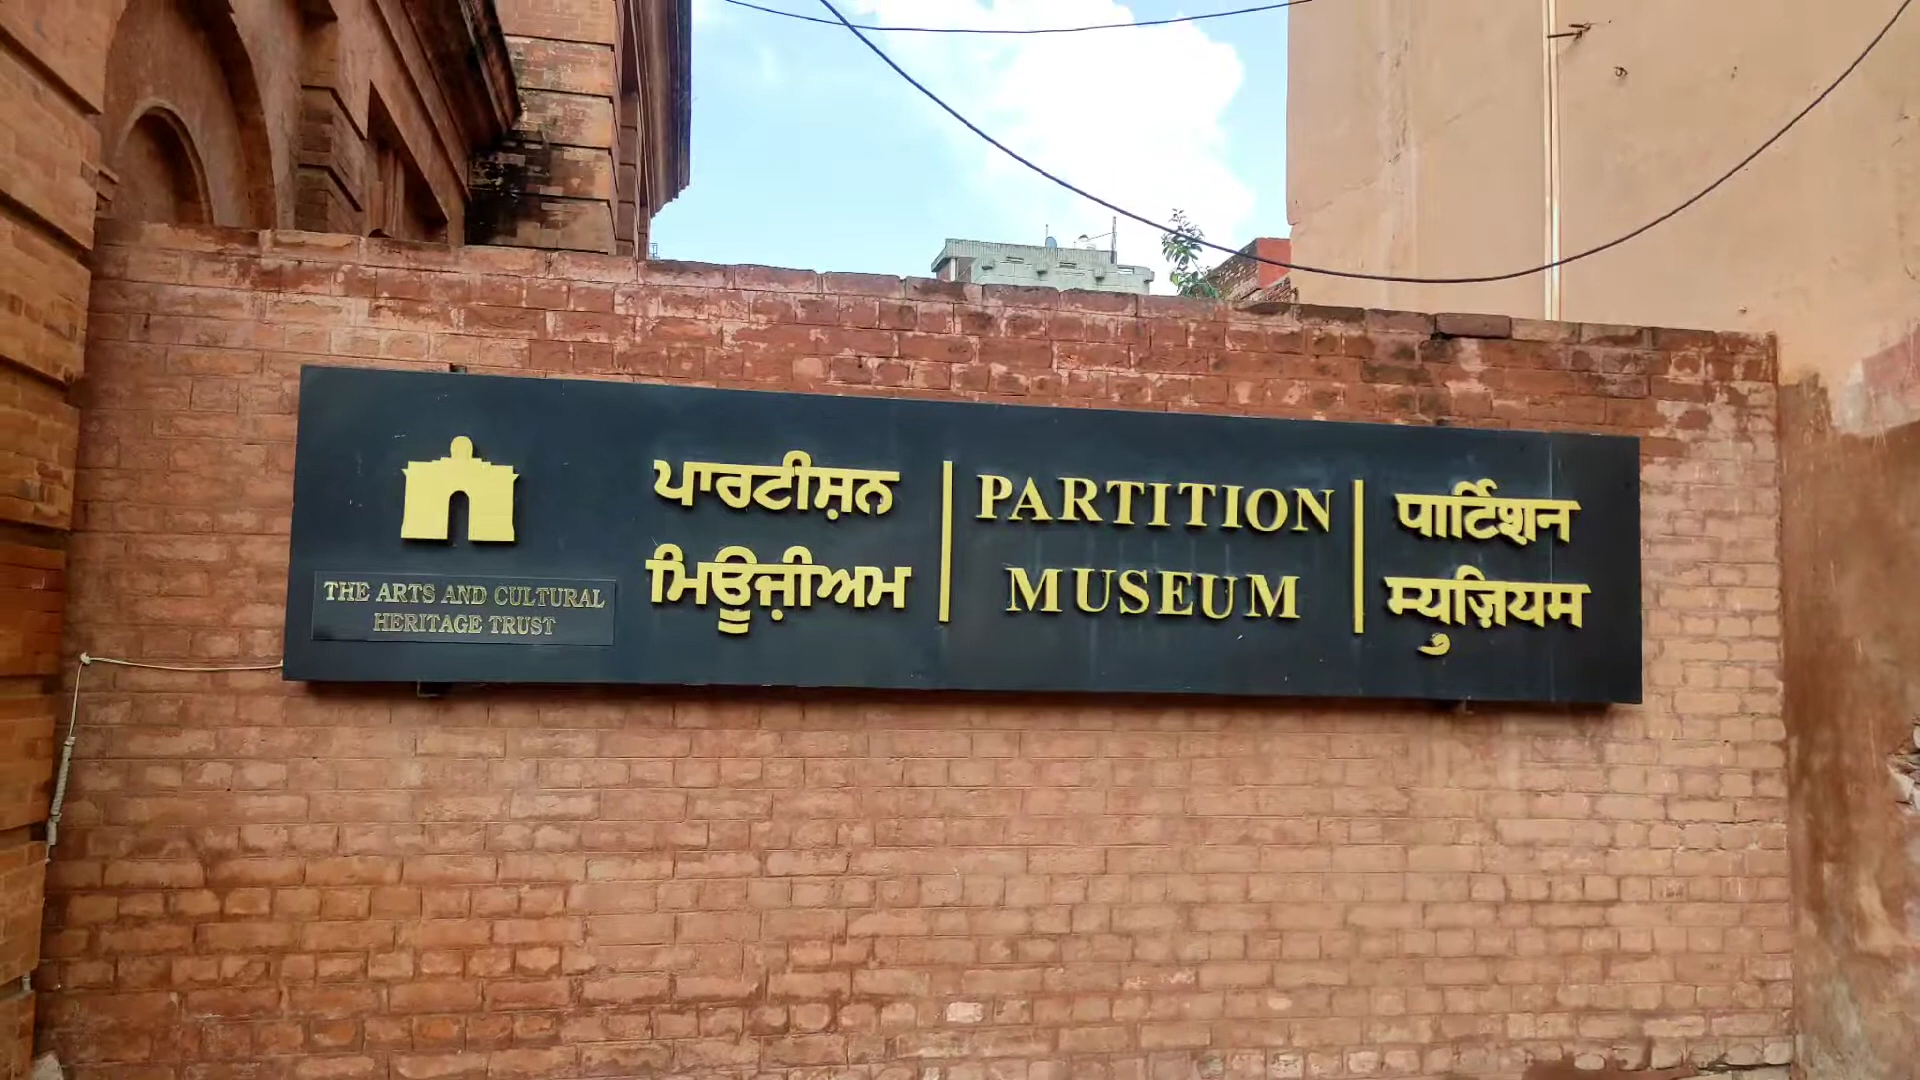 THE ARTS AND CULTURAL
HERITAGE TRUST
ਪਾਰਟੀਸ਼ਨ
ਮਿਊਜ਼ੀਅਮ
PARTITION
MUSEUM
पार्टिशन
म्युज़ियम